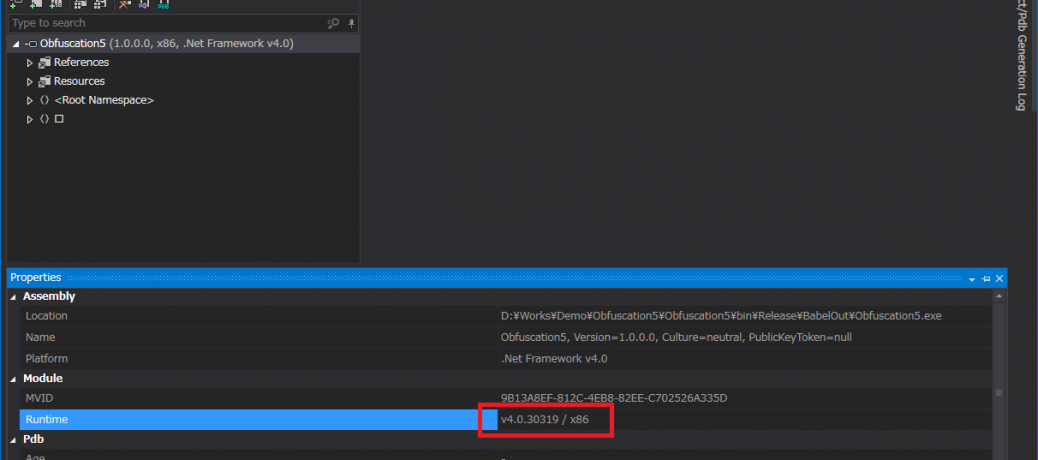 Type to search
Obfuscation5 (1.0.0.0, x86, .Net Framework v4.0)
References
Resources
<Root Namespace>
ct/Pdb Generation Log
Properties
Assembly
Location D:¥Works¥Demo¥Obfuscation5¥Obfuscation5¥bin¥Release¥BabelOut¥Obfuscation5.exe
Name Obfuscation5, Version=1.0.0.0, Culture=neutral, PublicKeyToken=null
Platform .Net Framework v4.0
Module
MVID 9B13A8EF-812C-4EB8-82EE-C702526A335D
Runtime v4.0.30319 / x86
Pdb
Age